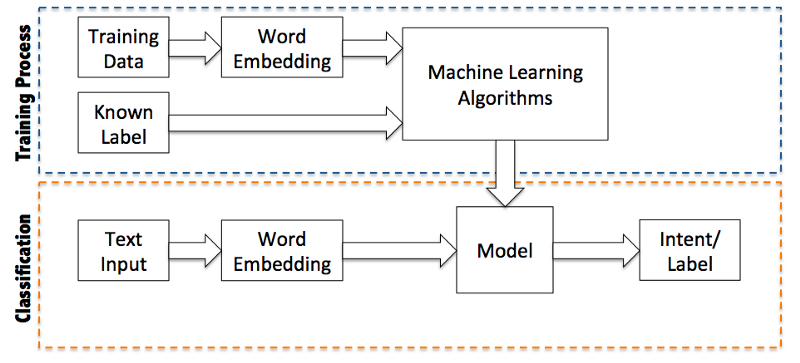 Training Process
Training
Data
Word
Embedding
Machine Learning
Algorithms
Known
Label
Classification
Text
Input
Word
Embedding
Model
Intent/
Label